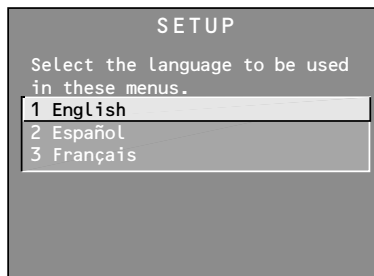 SETUP
Select the language to be used
in these menus.
1 English
2 Español
3 Français